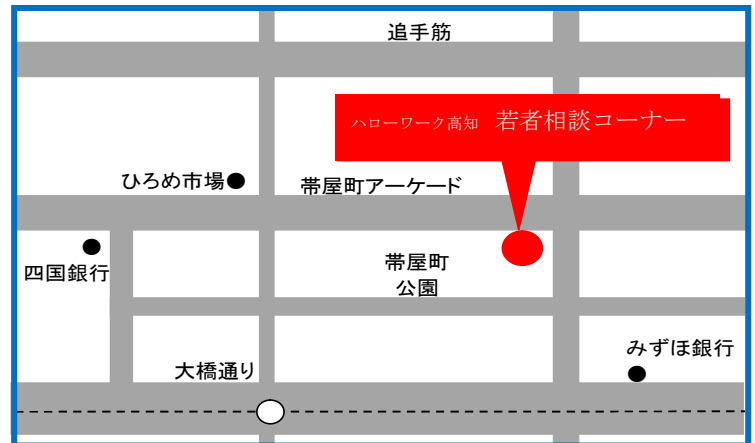 追手筋
ハローワーク高知 若者相談コーナー
ひろめ市場
帯屋町アーケード
四国銀行
帯屋町
公園
みずほ銀行
大橋通り